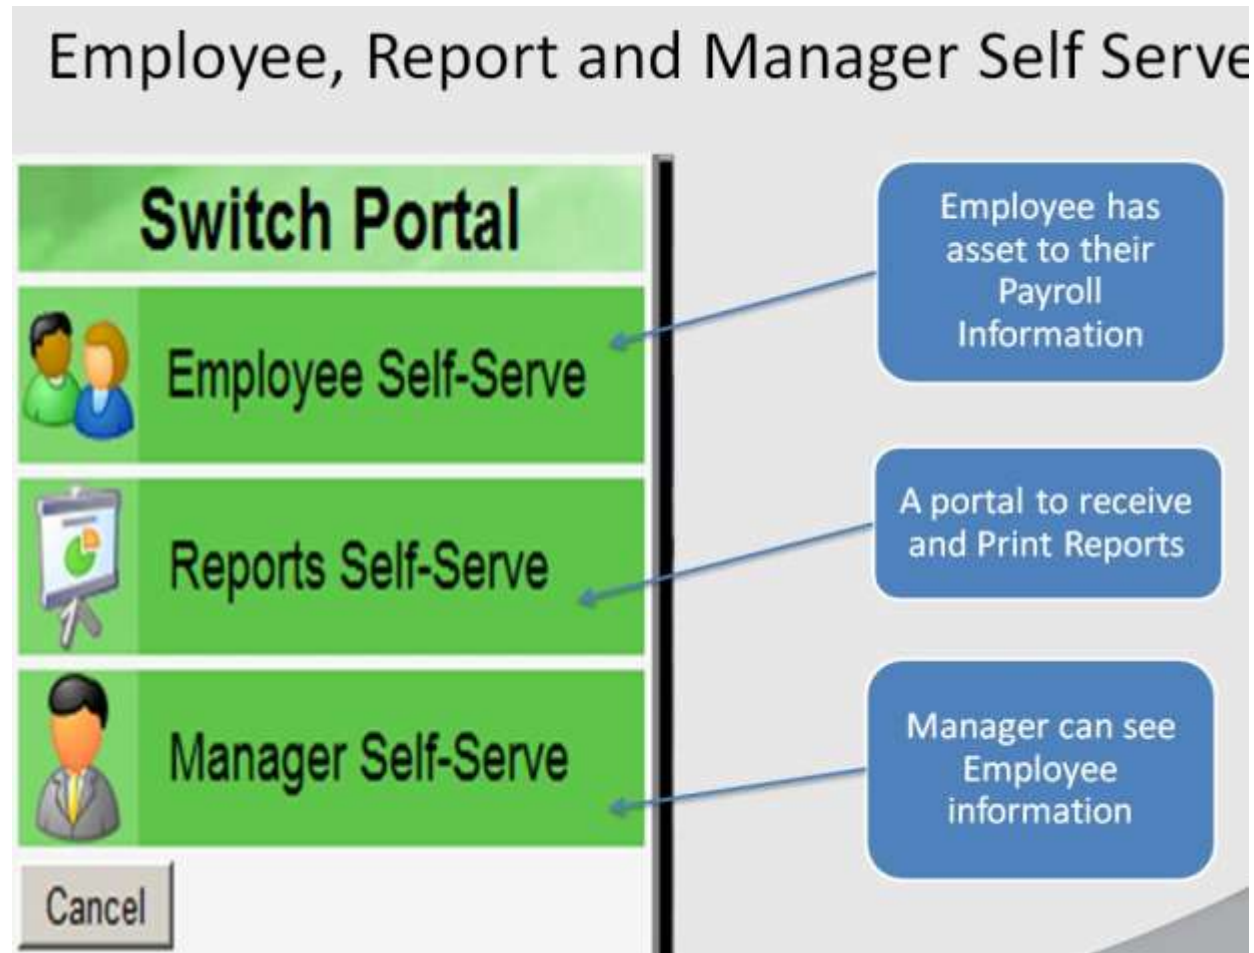 Employee, Report and Manager Self Serve
Switch Portal
Employee Self-Serve
Reports Self-Serve
Manager Self-Serve
Cancel
Employee has
asset to their
Payroll
Information
A portal to receive
and Print Reports
Manager can see
Employee
information